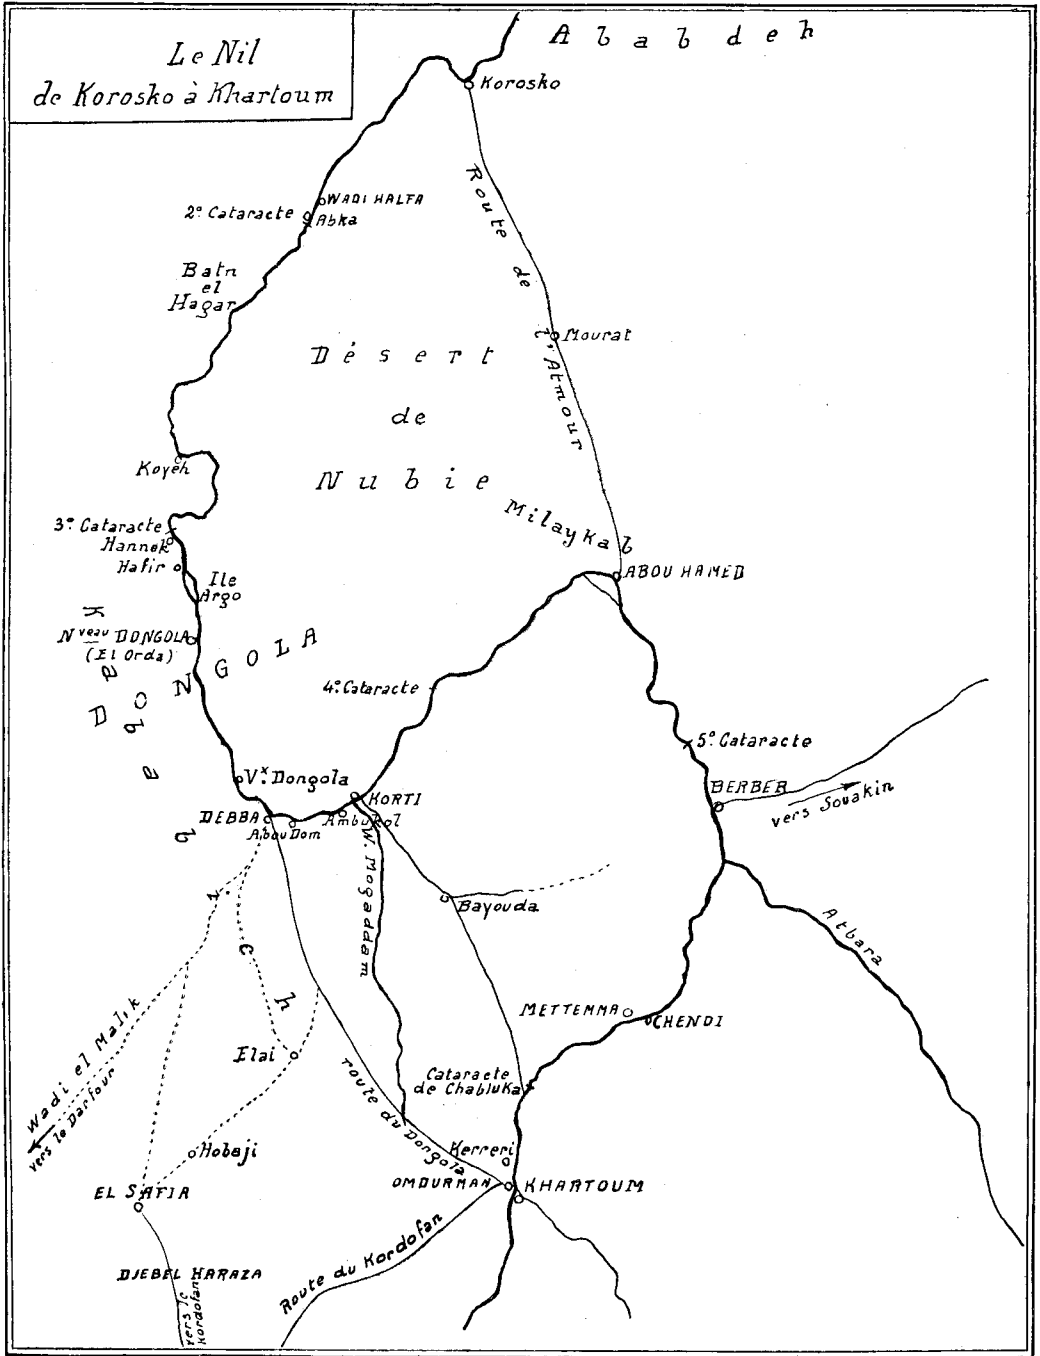 Le Nil
de Korosko à Khartoum
Ababdeh
Korosko
Route de l'Atmour
WADI HALFA
2e Cataracte
Abka
Batn
el
Hagar
Mourat
Désert
de
Nubie
Koyeh
Milaykab
3e Cataracte
Hannek
Hafir
Ile
Argo
ABOU HAMED
Nveau DONGOLA
(El Orda)
DONGOLA
Kababich
4e Cataracte
5e Cataracte
Vx Dongola
KORTI
BERBER
vers Souakin
DEBBA
Abou Dom
Ambukol
W. Mogaddam
Bayouda
Atbara
METTEMMA
CHENDI
Wadi el Malik
vers le Darfour
Elai
route du Dongola
Cataracte
de Chabluka
Hobaji
Kerreri
EL SAFIA
OMDURMAN
KHARTOUM
Route du Kordofan
DJEBEL HARAZA
vers le
Kordofan